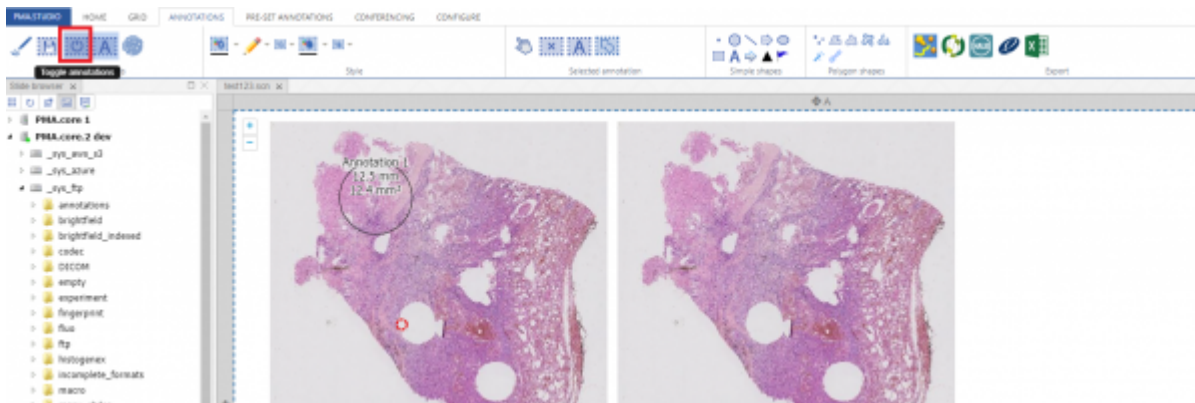 PMA.STUDIO HOME GRID ANNOTATIONS PRE-SET ANNOTATIONS CONFERENCING CONFIGURE
A A A
Toggle annotations Style Selected annotation Simple shapes Polygon shapes Export
Slide browser test123.scn
A
PMA.core 1
PMA.core.2 dev
_sys_aws_s3
_sys_azure
_sys_ftp
annotations
brightfield
brightfield_indexed
codec
DICOM
empty
experiment
fingerprint
fluo
ftp
histogenex
incomplete_formats
macro
Annotation 1
12.5 mm
12.4 mm²